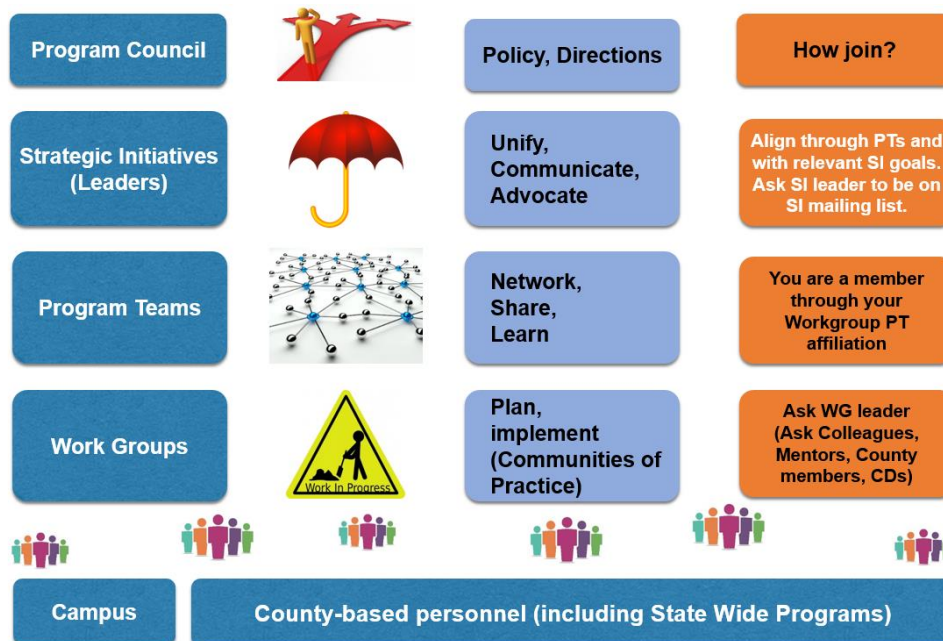 Program Council
Policy, Directions
How join?
Strategic Initiatives
(Leaders)
Unify,
Communicate,
Advocate
Align through PTs and
with relevant SI goals.
Ask SI leader to be on
SI mailing list.
Program Teams
Network,
Share,
Learn
You are a member
through your
Workgroup PT
affiliation
Work Groups
Work In Progress
Plan,
implement
(Communities of
Practice)
Ask WG leader
(Ask Colleagues,
Mentors, County
members, CDs)
Campus
County-based personnel (including State Wide Programs)